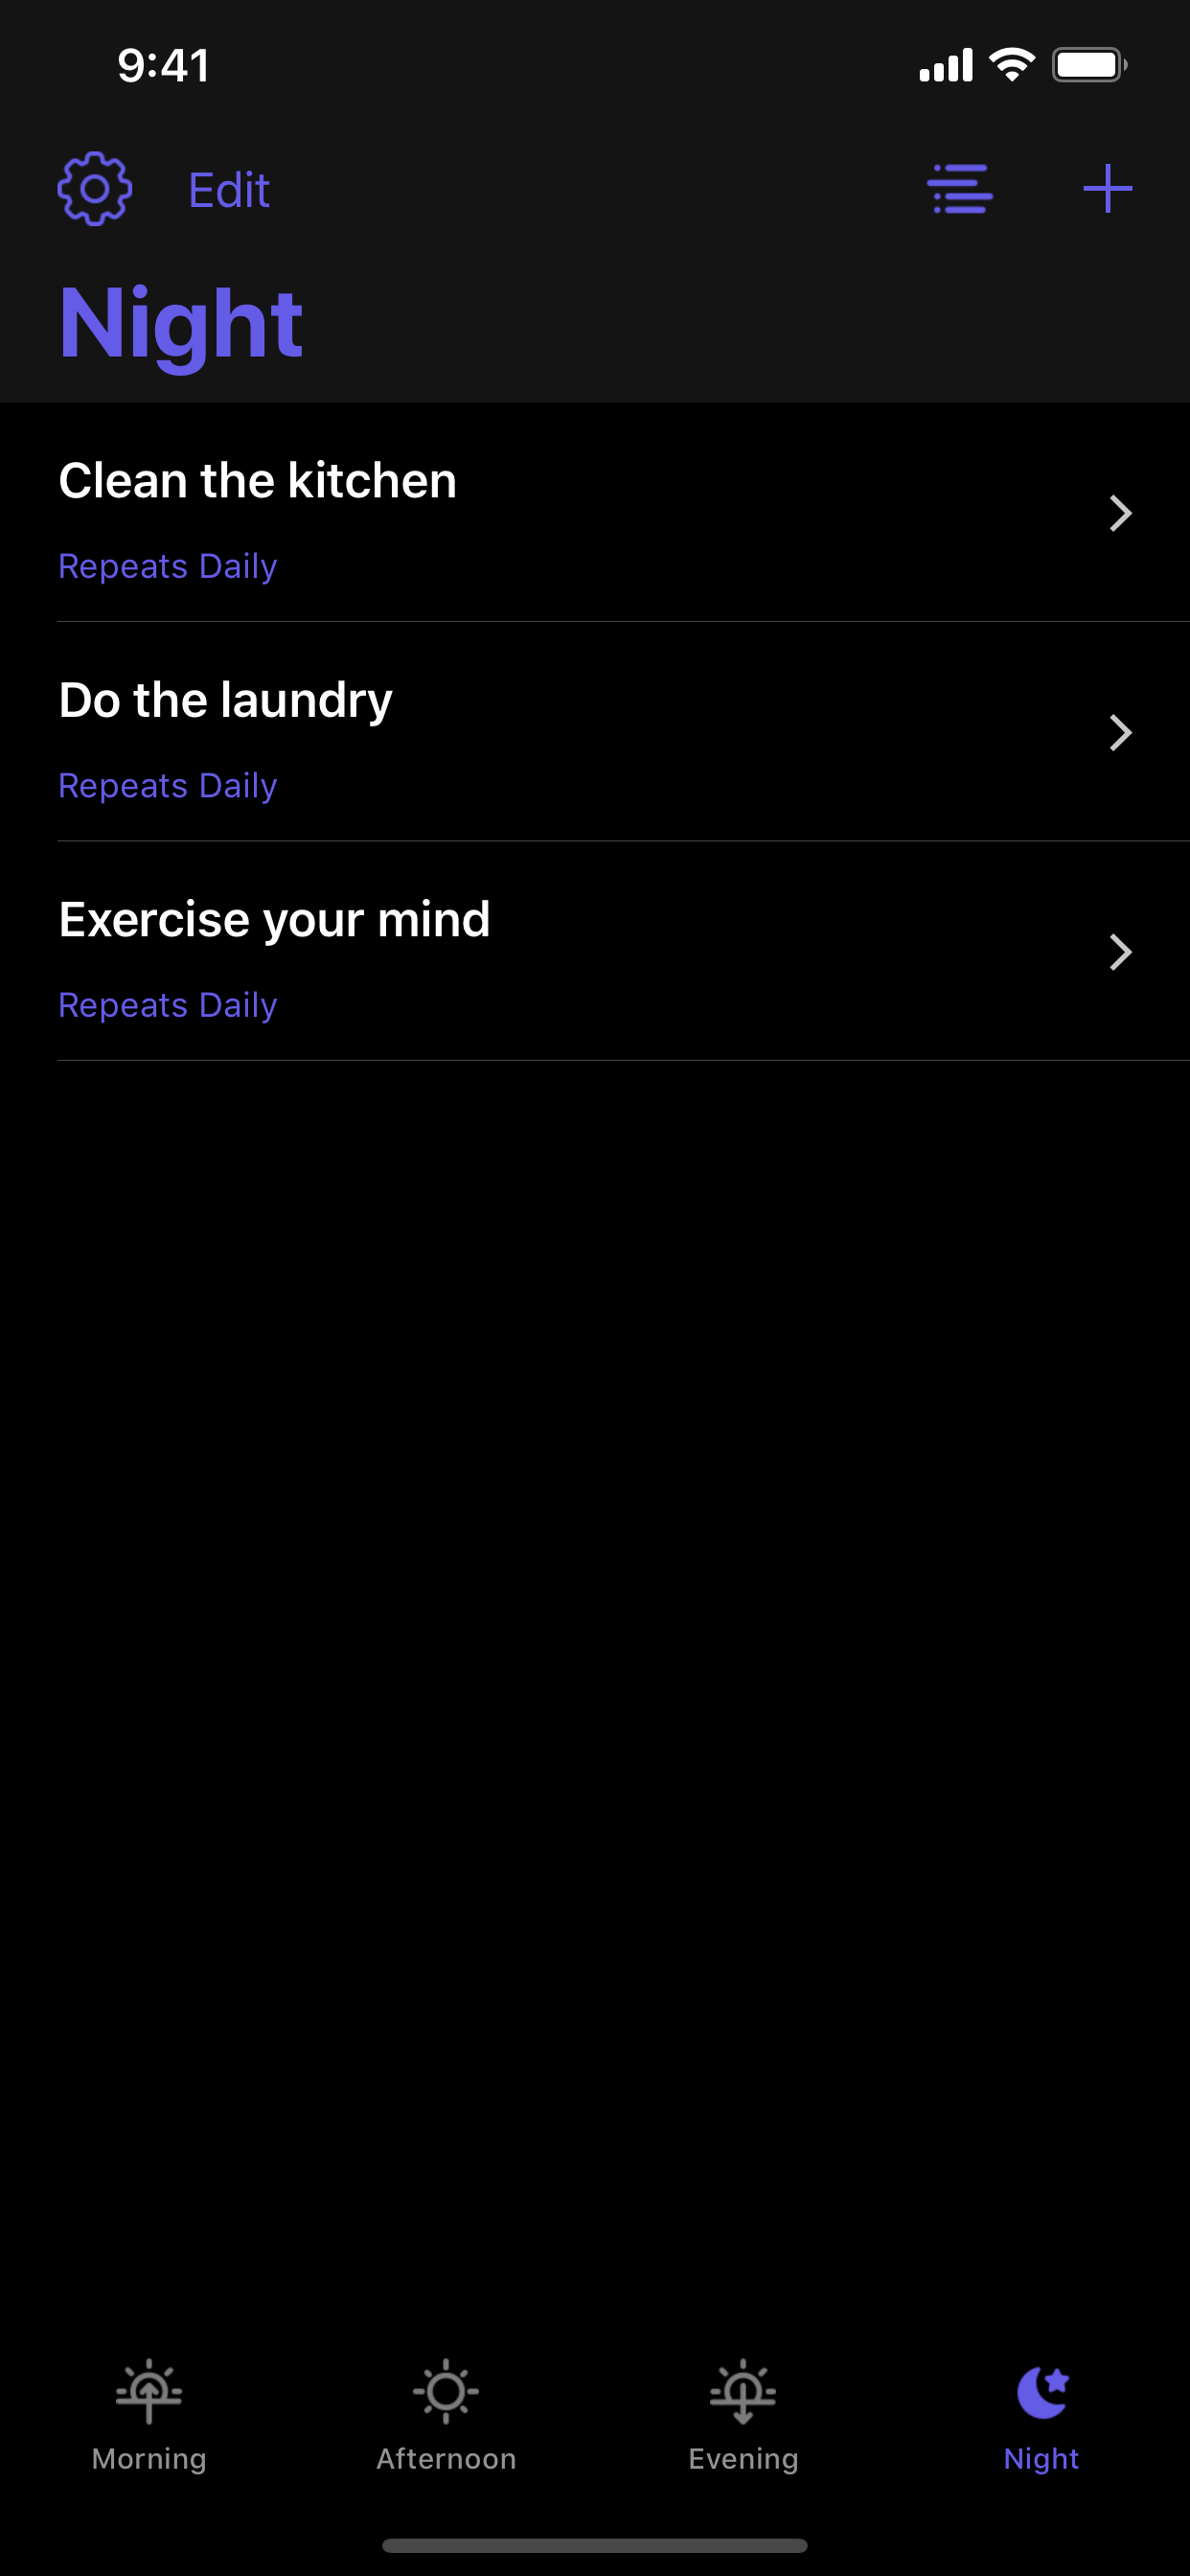 9:41
Edit
Night
Clean the kitchen
Repeats Daily
Do the laundry
Repeats Daily
Exercise your mind
Repeats Daily
Morning
Afternoon
Evening
Night